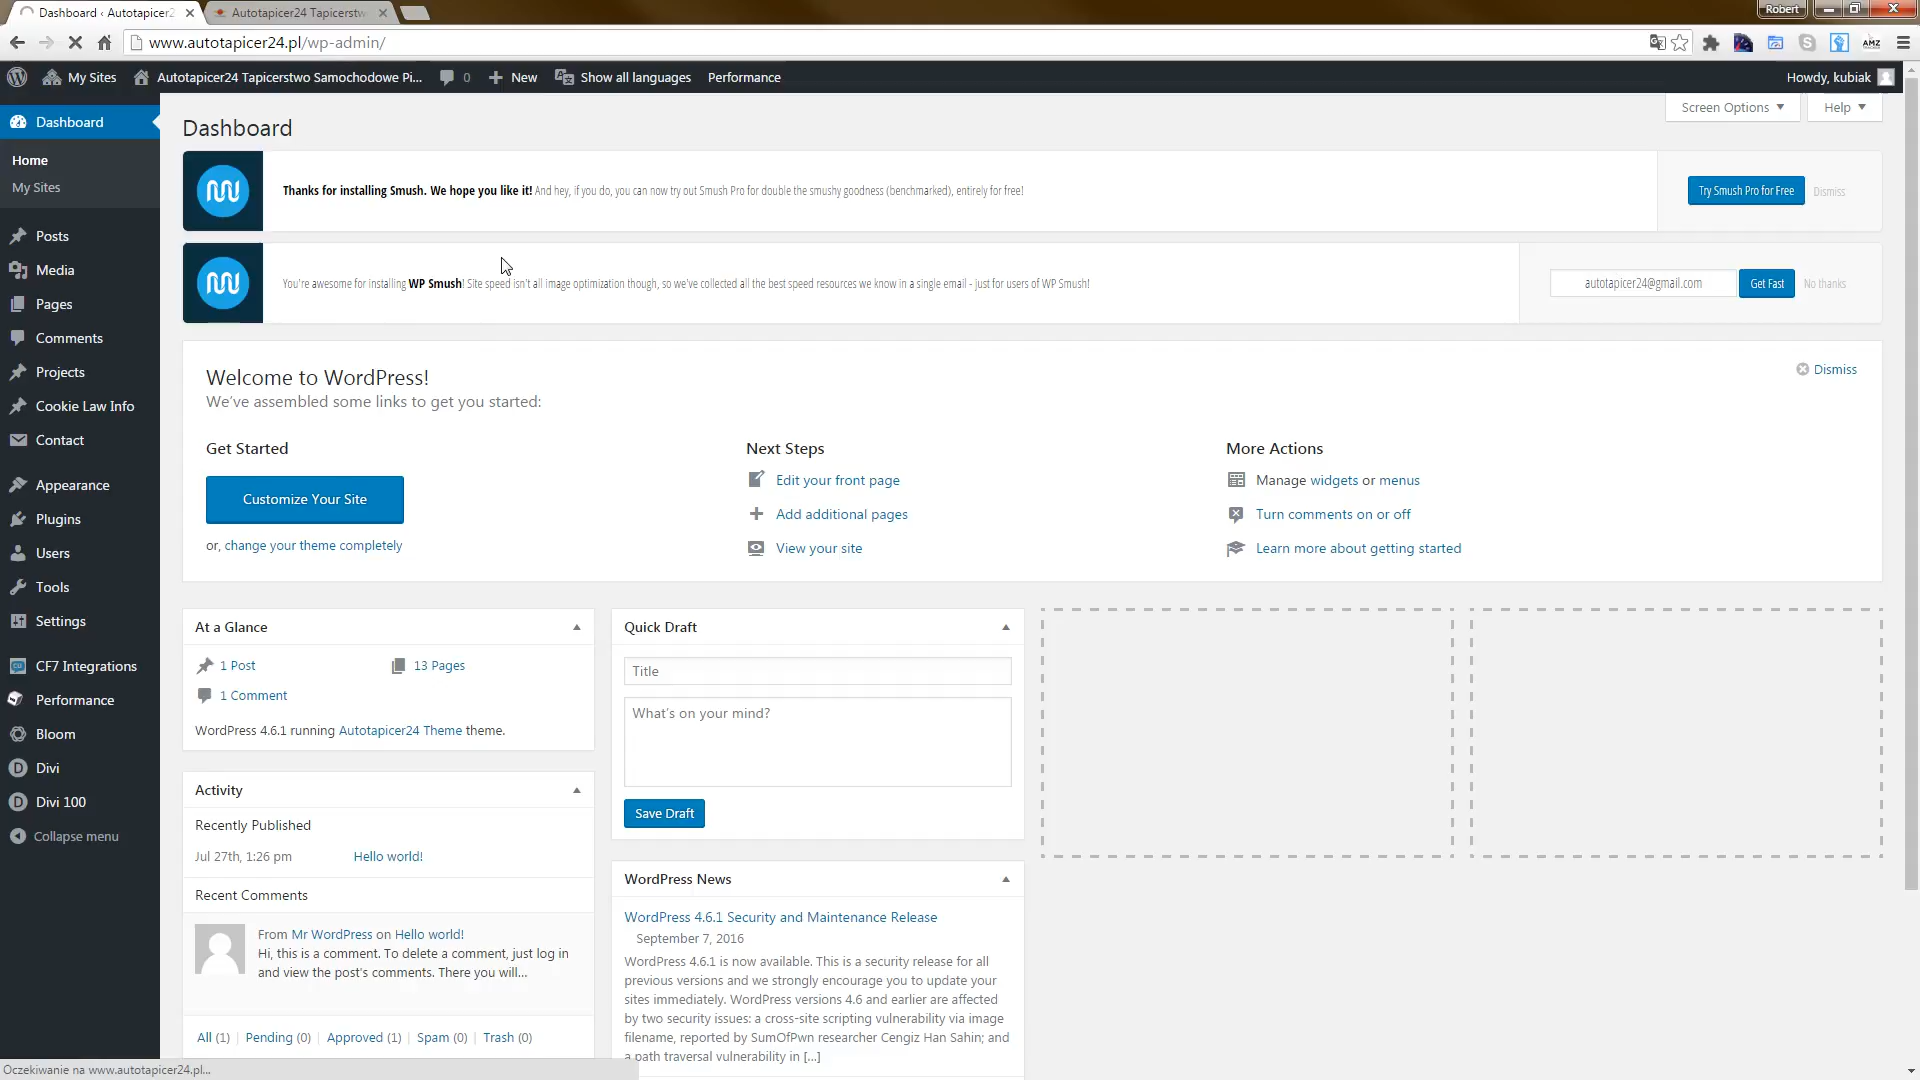 Dashboard ‹ Autotapicer2
Autotapicer24 Tapicerstw
Robert
www.autotapicer24.pl/wp-admin/
AMZ
My Sites
Autotapicer24 Tapicerstwo Samochodowe Pi...
0
New
Show all languages
Performance
Howdy, kubiak
Dashboard
Home
My Sites
Posts
Media
Pages
Comments
Projects
Cookie Law Info
Contact
Appearance
Plugins
Users
Tools
Settings
CF7 Integrations
Performance
Bloom
Divi
Divi 100
Collapse menu
Screen Options
Help
Dashboard
Thanks for installing Smush. We hope you like it! And hey, if you do, you can now try out Smush Pro for double the smushy goodness (benchmarked), entirely for free!
Try Smush Pro for Free
Dismiss
You're awesome for installing WP Smush! Site speed isn't all image optimization though, so we've collected all the best speed resources we know in a single email - just for users of WP Smush!
autotapicer24@gmail.com
Get Fast
No thanks
Welcome to WordPress!
We've assembled some links to get you started:
Dismiss
Get Started
Customize Your Site
or, change your theme completely
Next Steps
Edit your front page
Add additional pages
View your site
More Actions
Manage widgets or menus
Turn comments on or off
Learn more about getting started
At a Glance
1 Post
13 Pages
1 Comment
WordPress 4.6.1 running Autotapicer24 Theme theme.
Activity
Recently Published
Jul 27th, 1:26 pm
Hello world!
Recent Comments
From Mr WordPress on Hello world!
Hi, this is a comment. To delete a comment, just log in
and view the post's comments. There you will...
All (1) | Pending (0) | Approved (1) | Spam (0) | Trash (0)
Quick Draft
Title
What's on your mind?
Save Draft
WordPress News
WordPress 4.6.1 Security and Maintenance Release
September 7, 2016
WordPress 4.6.1 is now available. This is a security release for all
previous versions and we strongly encourage you to update your
sites immediately. WordPress versions 4.6 and earlier are affected
by two security issues: a cross-site scripting vulnerability via image
filename, reported by SumOfPwn researcher Cengiz Han Sahin; and
a path traversal vulnerability in [...]
Oczekiwanie na www.autotapicer24.pl...